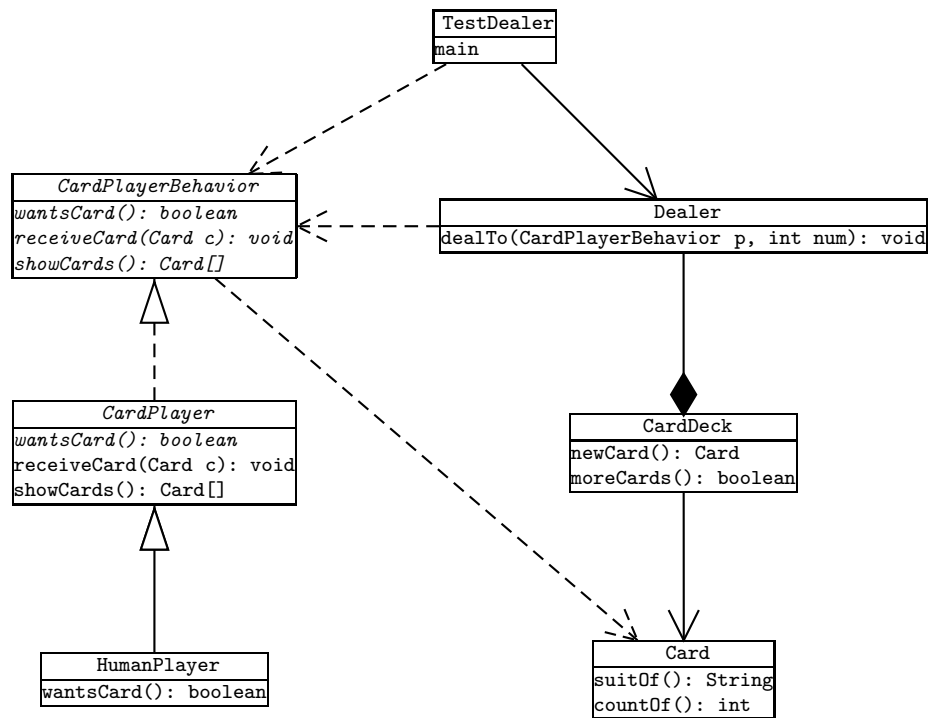 TestDealer
main
CardPlayerBehavior
wantsCard(): boolean
receiveCard(Card c): void
showCards(): Card[]
Dealer
dealTo(CardPlayerBehavior p, int num): void
CardPlayer
wantsCard(): boolean
receiveCard(Card c): void
showCards(): Card[]
CardDeck
newCard(): Card
moreCards(): boolean
HumanPlayer
wantsCard(): boolean
Card
suitOf(): String
countOf(): int